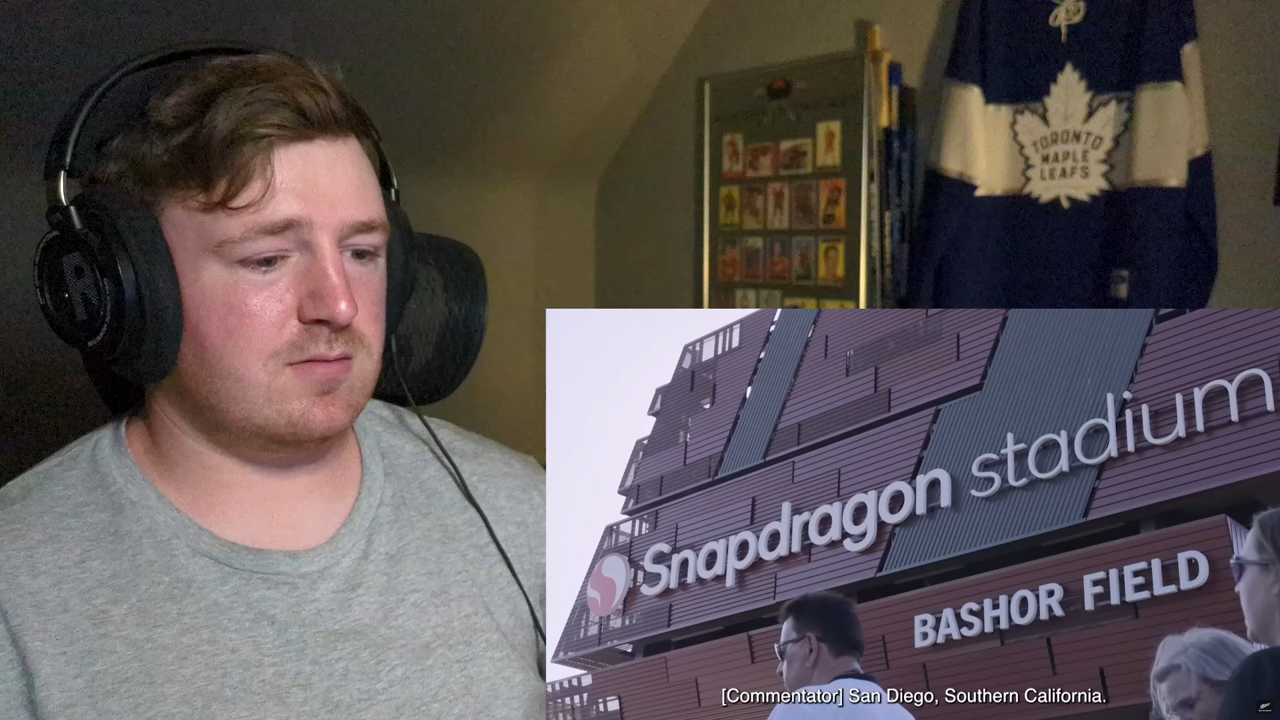 TORONTO
MAPLE
LEAFS
R
Snapdragon stadium
BASHOR FIELD
[Commentator] San Diego, Southern California.